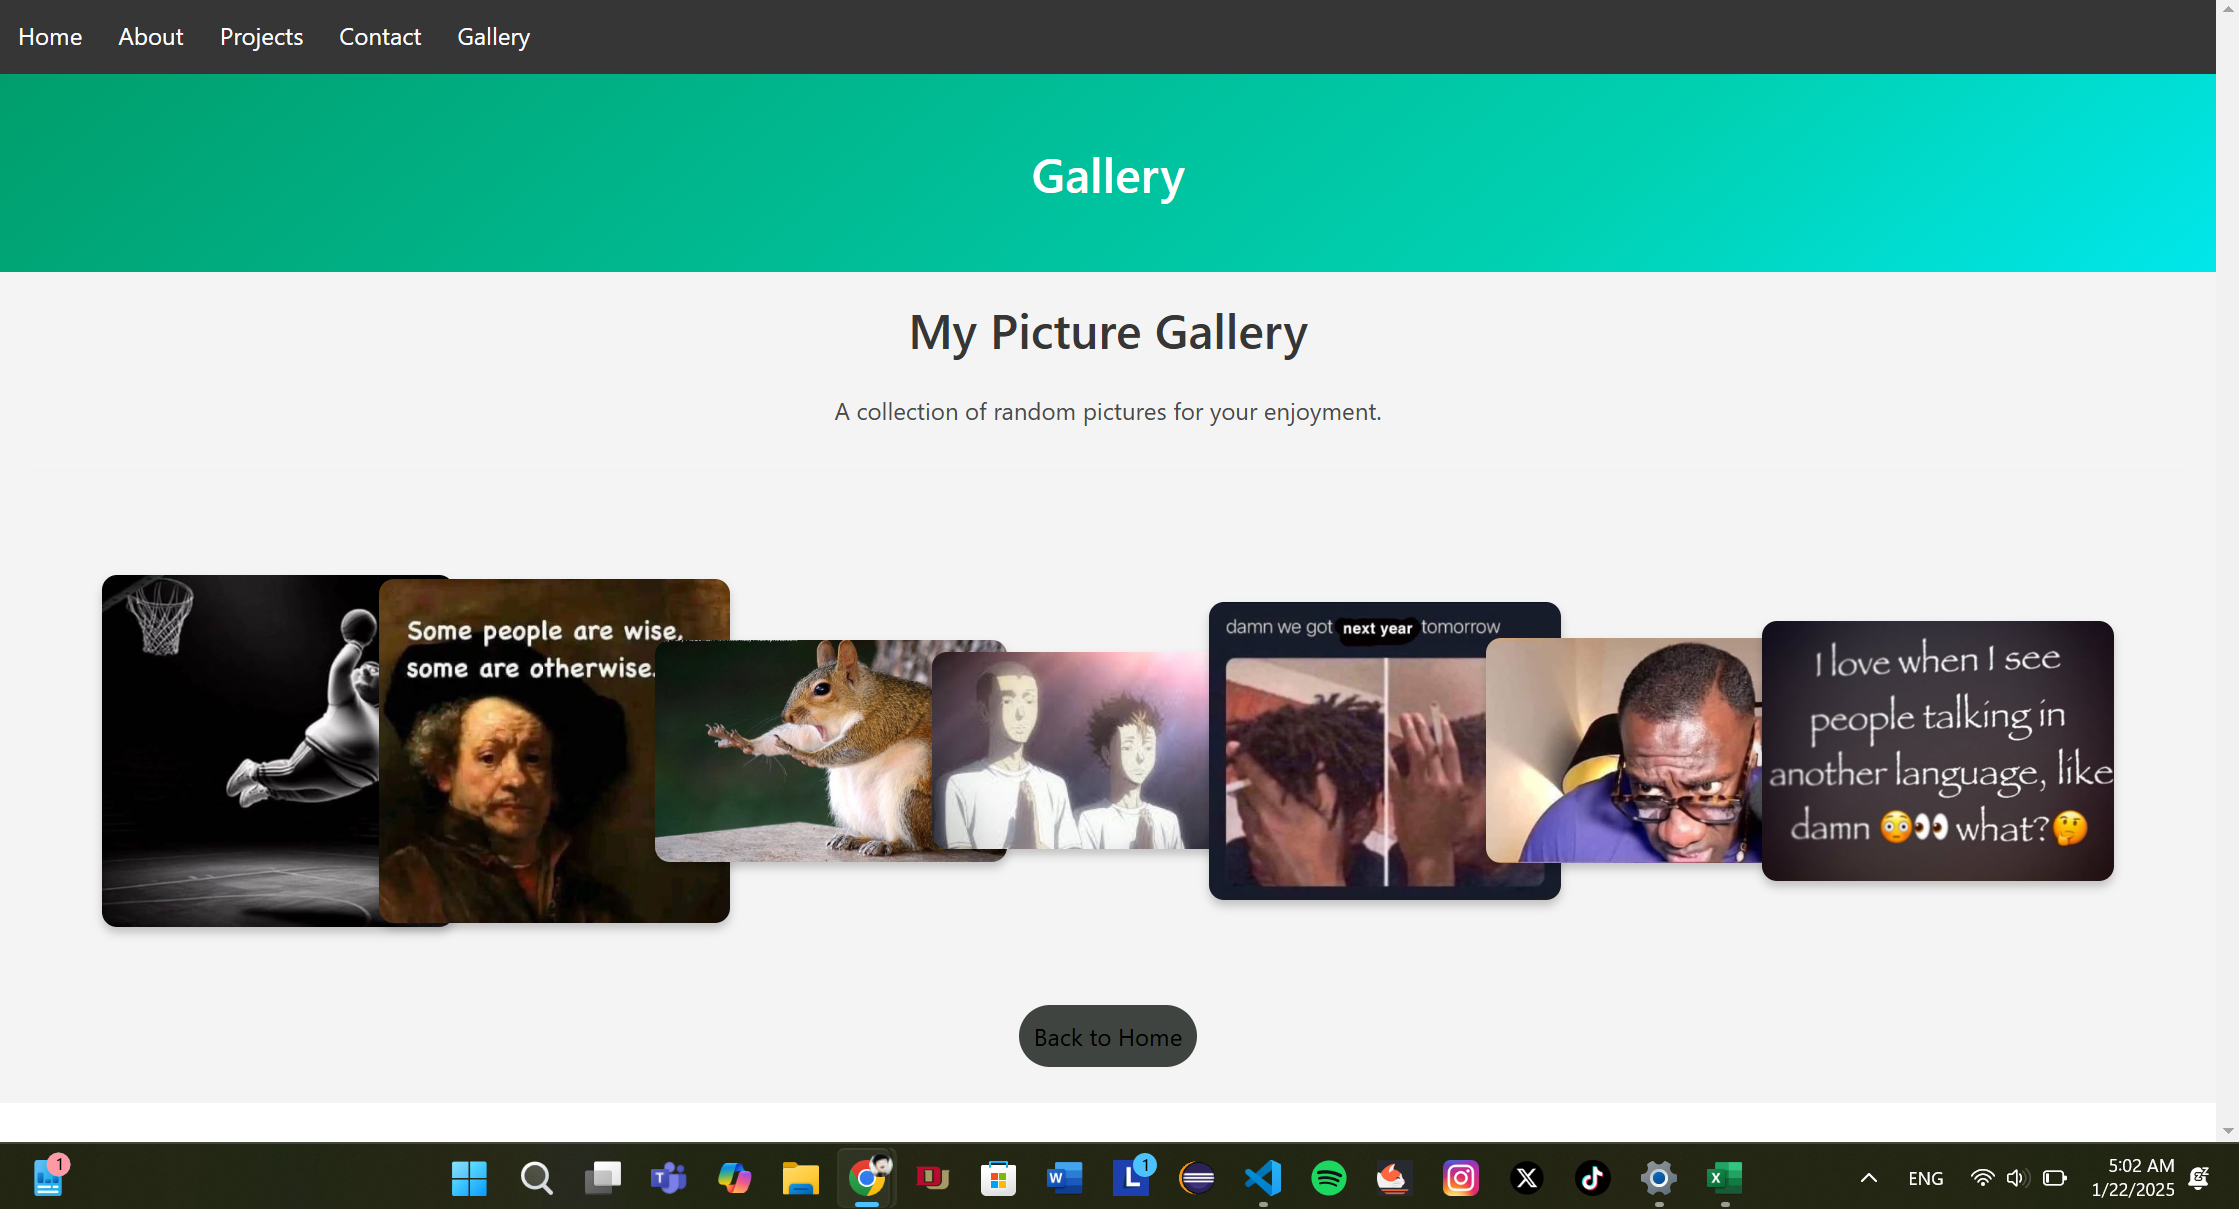 Home About Projects Contact Gallery
Gallery
My Picture Gallery
A collection of random pictures for your enjoyment.
Some people are wise,
some are otherwise.
damn we got next year tomorrow
I love when I see
people talking in
another language, like
damn 😳👀 what?🤔
Back to Home
1
T
DJ
W
L
1
X
ENG
5:02 AM
1/22/2025